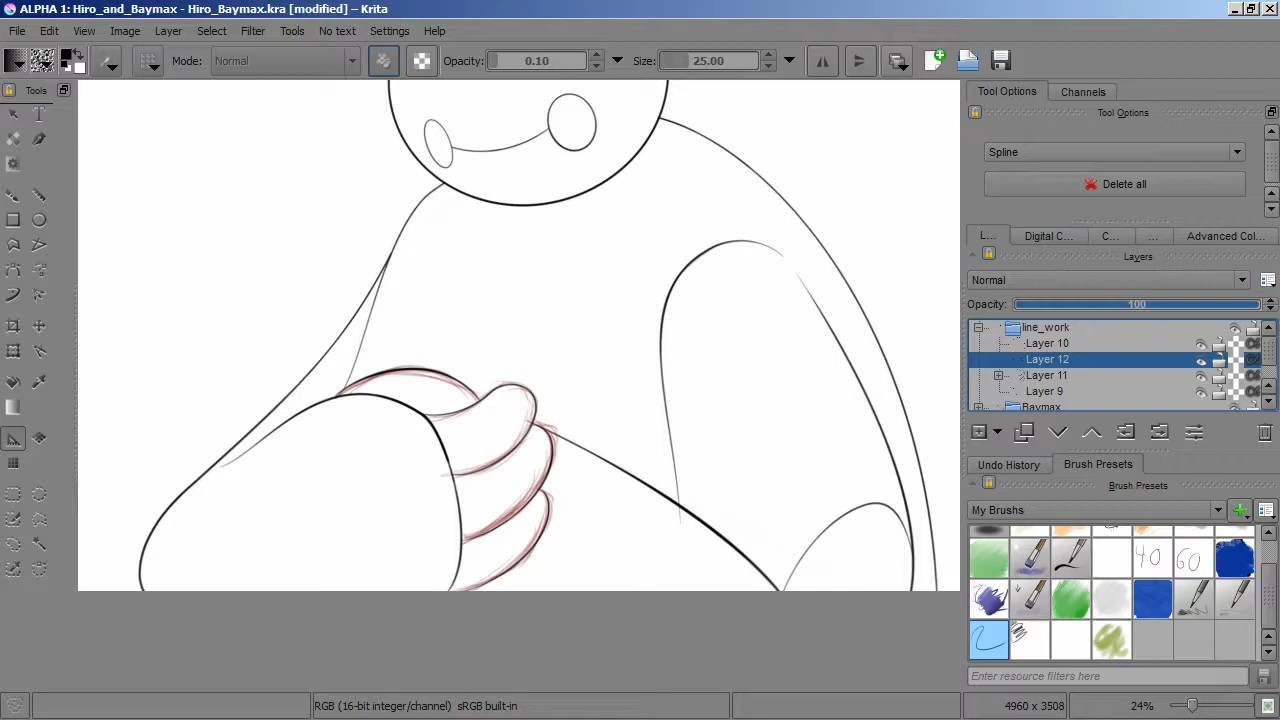 ALPHA 1: Hiro_and_Baymax - Hiro_Baymax.kra [modified] – Krita
File Edit View Image Layer Select Filter Tools No text Settings Help
Mode: Normal Opacity: 0.10 Size: 25.00
Tools
Tool Options Channels
Tool Options
Spline
Delete all
L... Digital C... C... ... Advanced Col...
Layers
Normal
Opacity: 100
line_work
Layer 10
Layer 12
Layer 11
Layer 9
Baymax
Undo History Brush Presets
Brush Presets
My Brushes
40 60
Enter resource filters here
RGB (16-bit integer/channel) sRGB built-in 4960 x 3508 24%